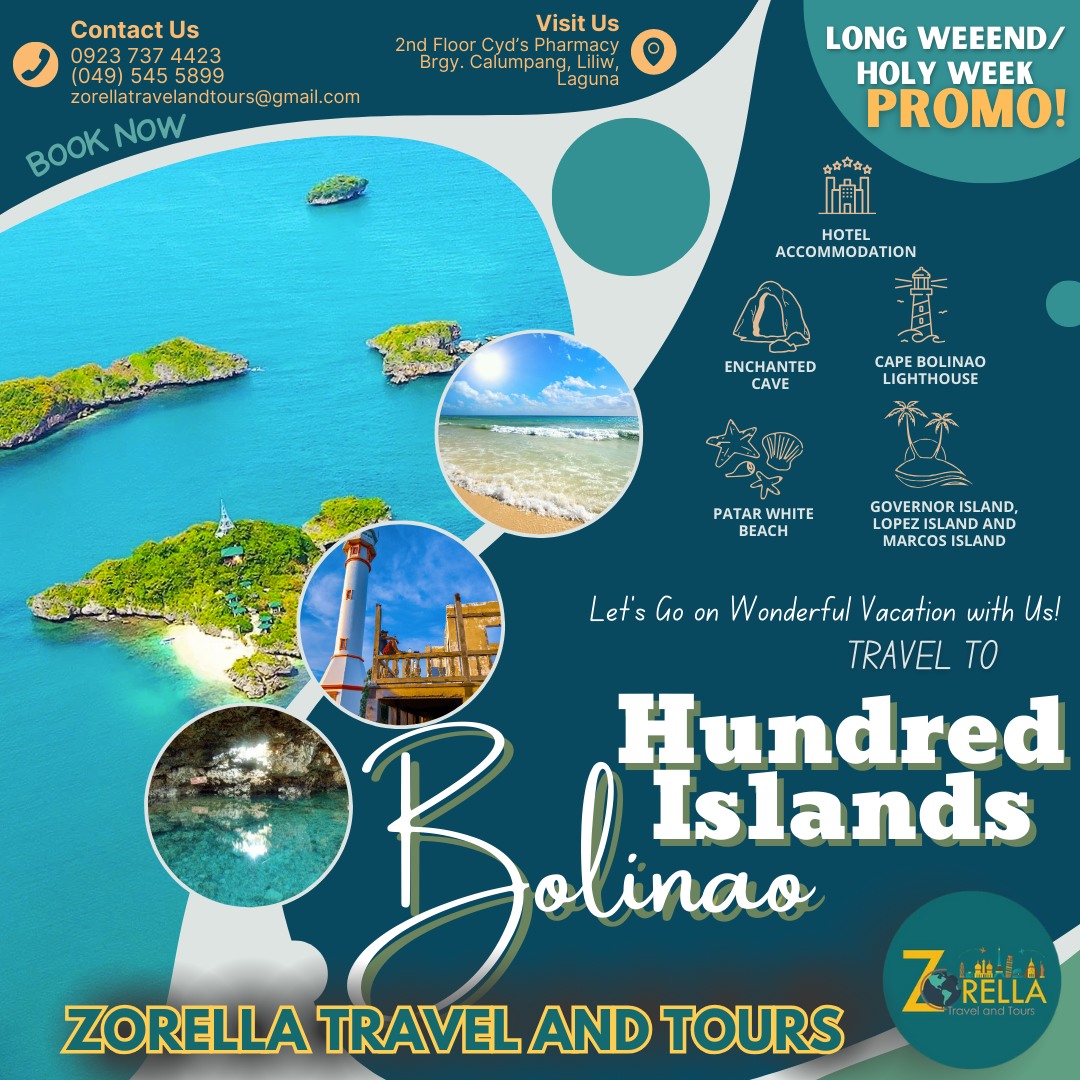 Contact Us
0923 737 4423
(049) 545 5899
zorellatravelandtours@gmail.com
Visit Us
2nd Floor Cyd's Pharmacy
Brgy. Calumpang, Liliw,
Laguna
LONG WEEEND/
HOLY WEEK
PROMO!
BOOK NOW
HOTEL
ACCOMMODATION
ENCHANTED
CAVE
CAPE BOLINAO
LIGHTHOUSE
PATAR WHITE
BEACH
GOVERNOR ISLAND,
LOPEZ ISLAND AND
MARCOS ISLAND
Let's Go on Wonderful Vacation with Us!
TRAVEL TO
Hundred
Islands
Bolinao
ZORELLA TRAVEL AND TOURS
ZORELLA
Travel and Tours